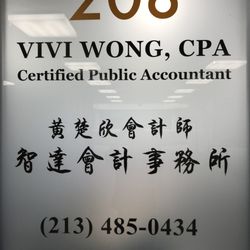 208
VIVI WONG, CPA
Certified Public Accountant
黃楚欣會計師
智達會計事務所
(213) 485-0434